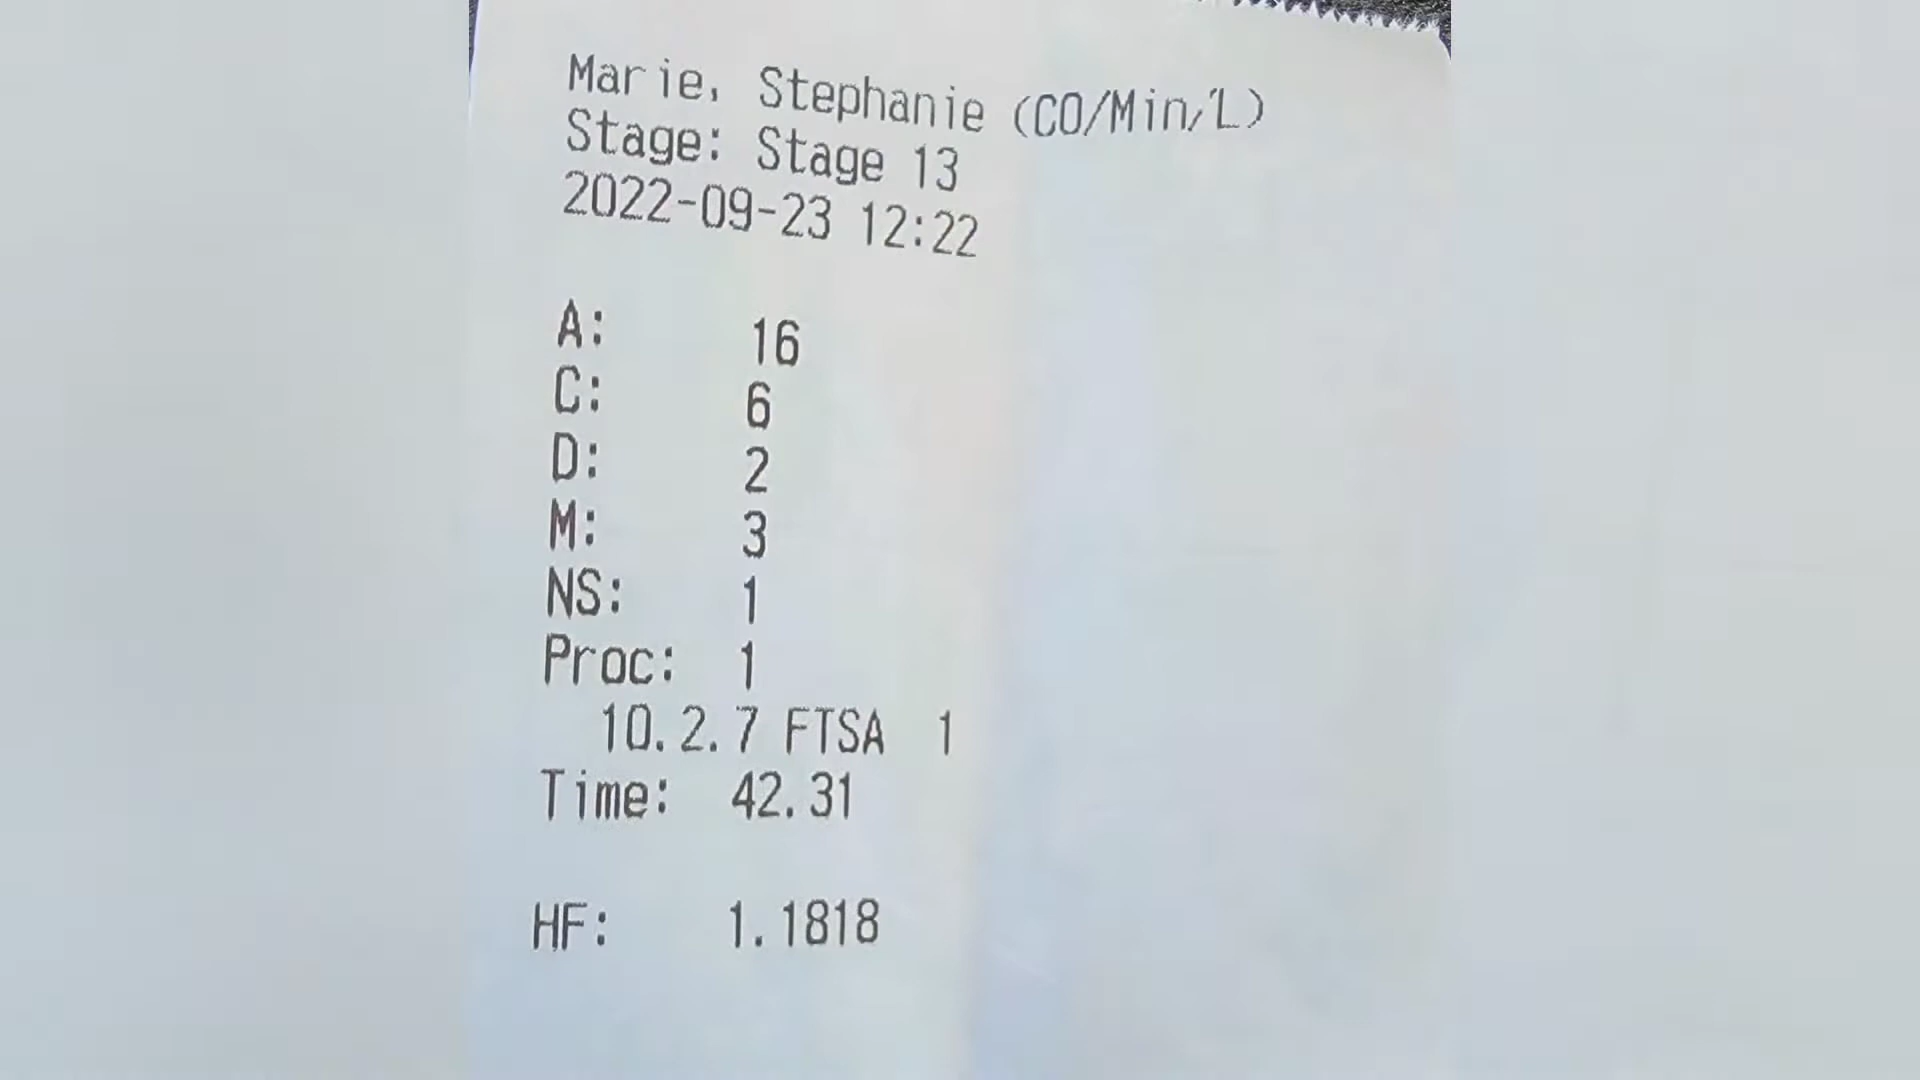 Marie, Stephanie (CO/Min/L)
Stage: Stage 13
2022-09-23 12:22
A: 16
C: 6
D: 2
M: 3
NS: 1
Proc: 1
10.2.7 FTSA 1
Time: 42.31
HF: 1.1818